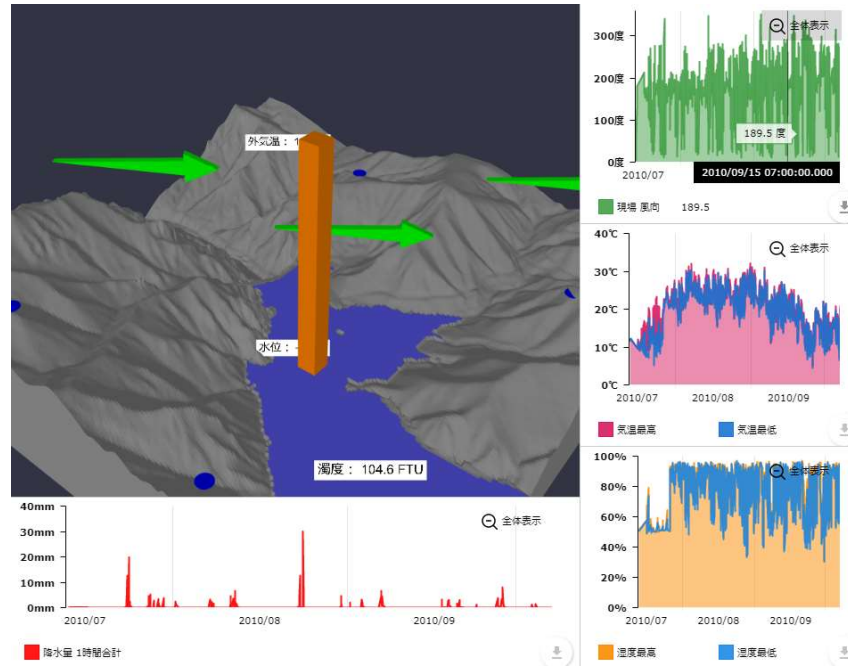 外気温： 1
水位： -
濁度： 104.6 FTU
全体表示
300度
200度
100度
0度
189.5 度
2010/07
2010/09/15 07:00:00.000
現場 風向 189.5
40℃
30℃
20℃
10℃
0℃
全体表示
2010/07 2010/08 2010/09
気温最高 気温最低
100%
80%
60%
40%
20%
0%
全体表示
2010/07 2010/08 2010/09
湿度最高 湿度最低
40mm
30mm
20mm
10mm
0mm
全体表示
2010/07 2010/08 2010/09
降水量 1時間合計